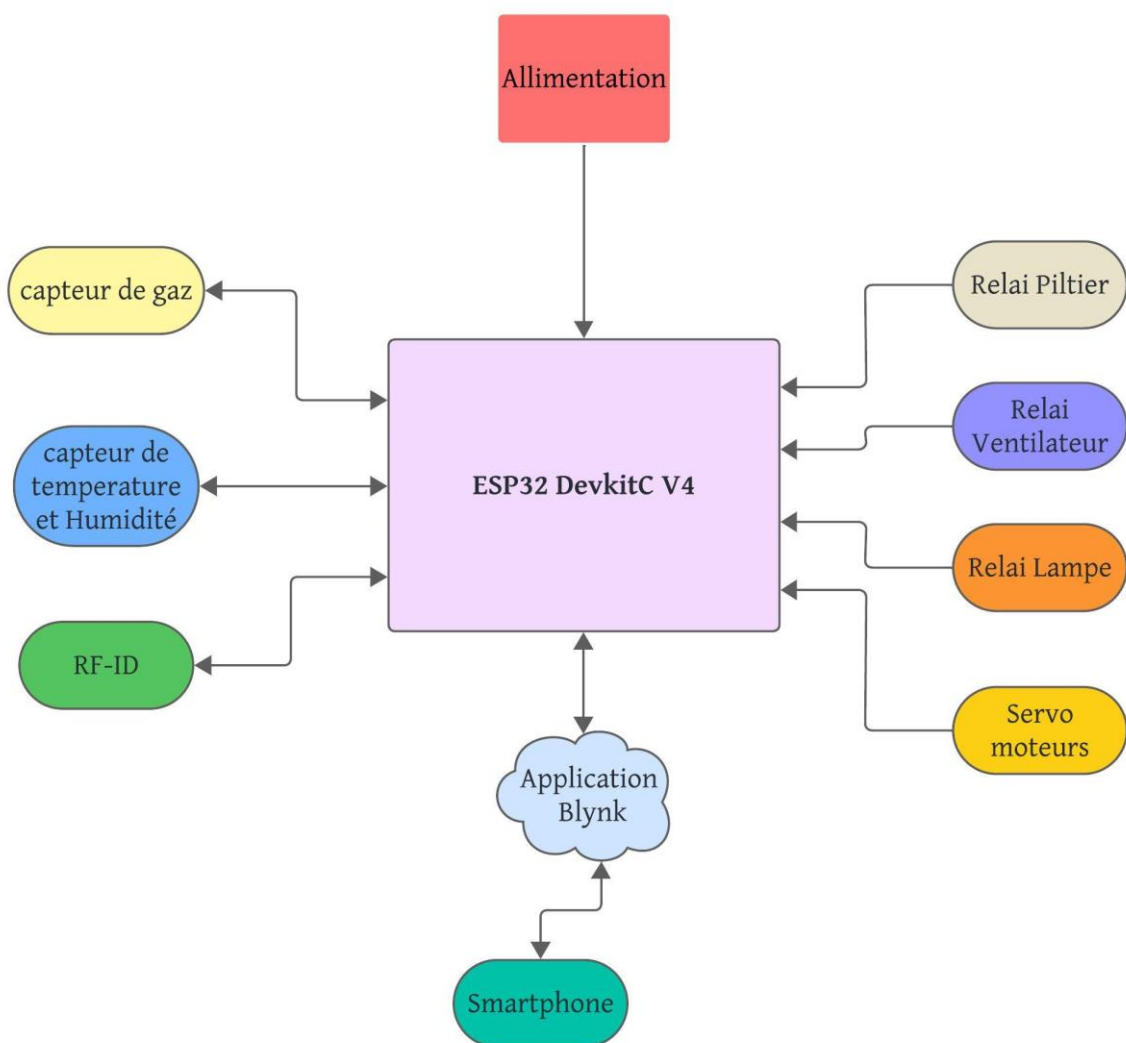 Allimentation
capteur de gaz
Relai Piltier
Relai
Ventilateur
capteur de
temperature
et Humidité
ESP32 DevkitC V4
Relai Lampe
RF-ID
Servo
moteurs
Application
Blynk
Smartphone